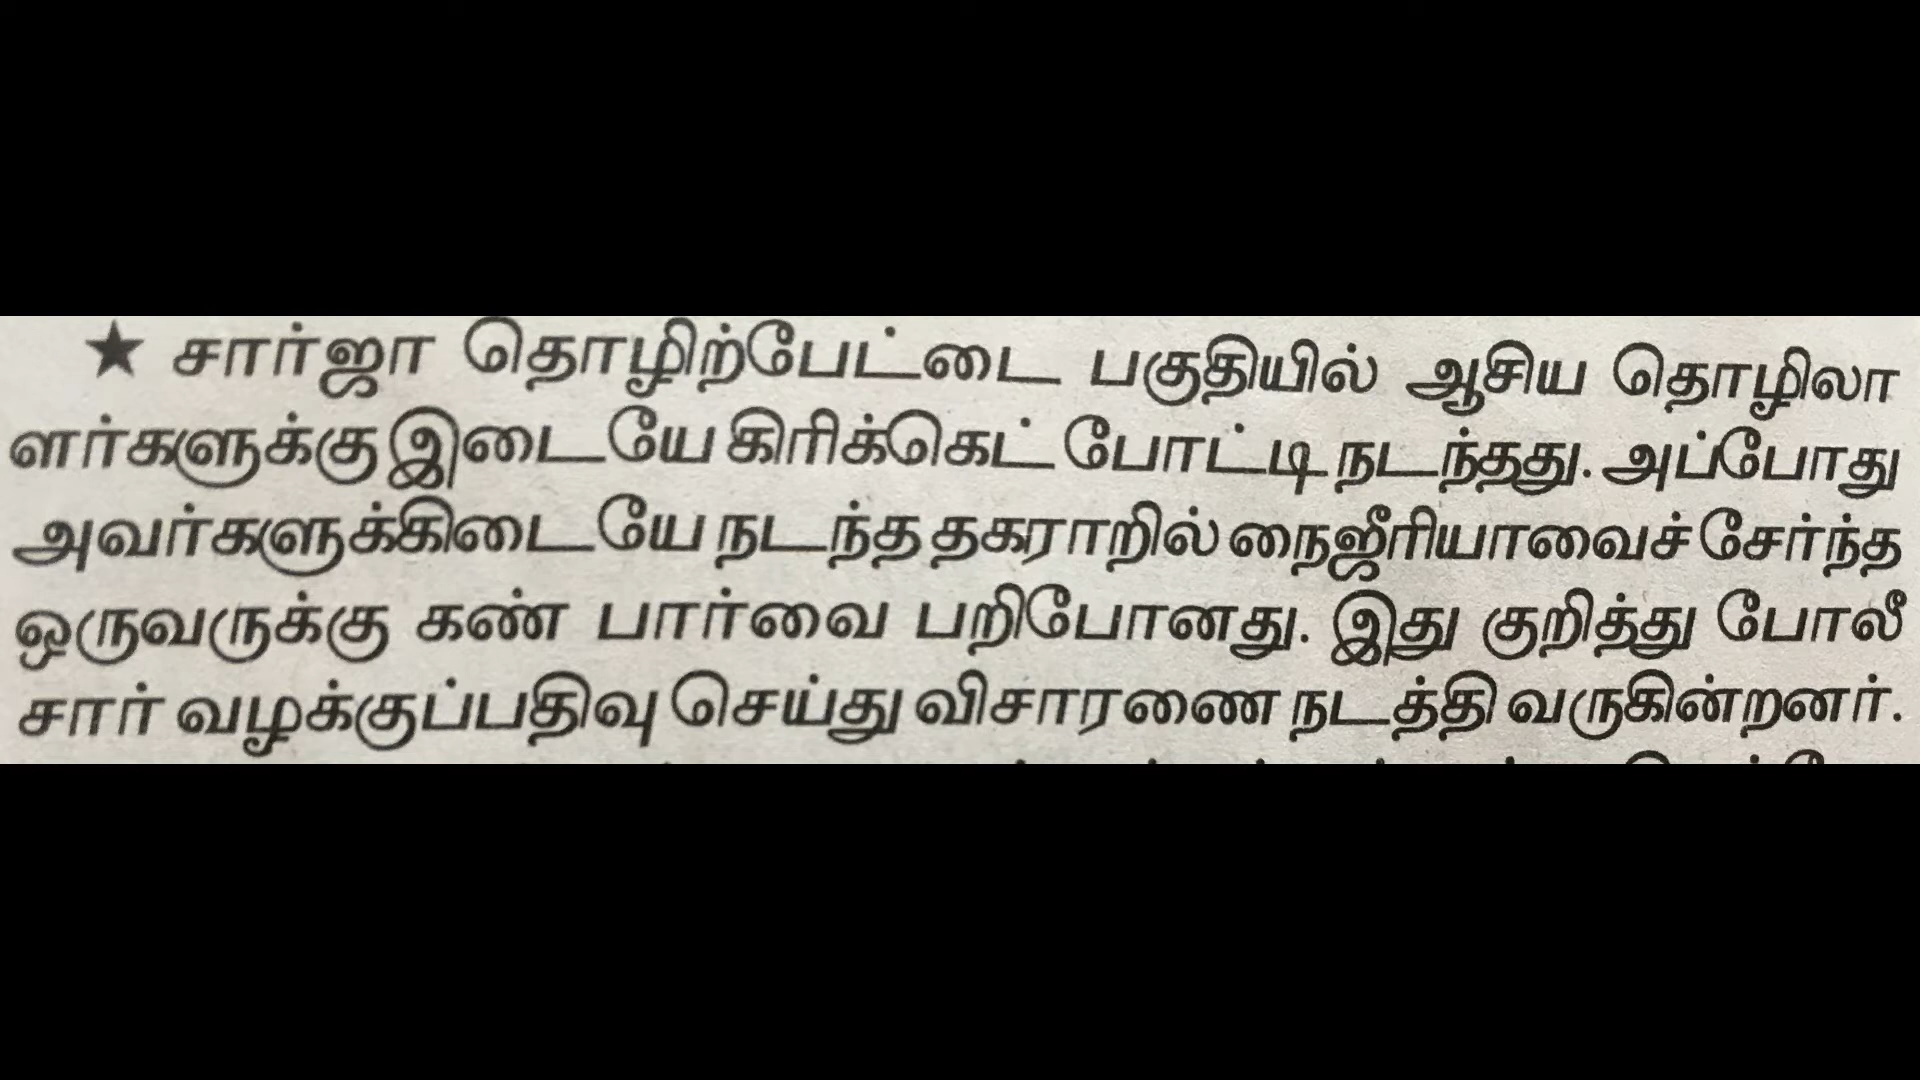 ★ சார்ஜா தொழிற்பேட்டை பகுதியில் ஆசிய தொழிலா
ளர்களுக்கு இடையே கிரிக்கெட் போட்டி நடந்தது. அப்போது
அவர்களுக்கிடையே நடந்த தகராறில் நைஜீரியாவைச் சேர்ந்த
ஒருவருக்கு கண் பார்வை பறிபோனது. இது குறித்து போலீ
சார் வழக்குப்பதிவு செய்து விசாரணை நடத்தி வருகின்றனர்.